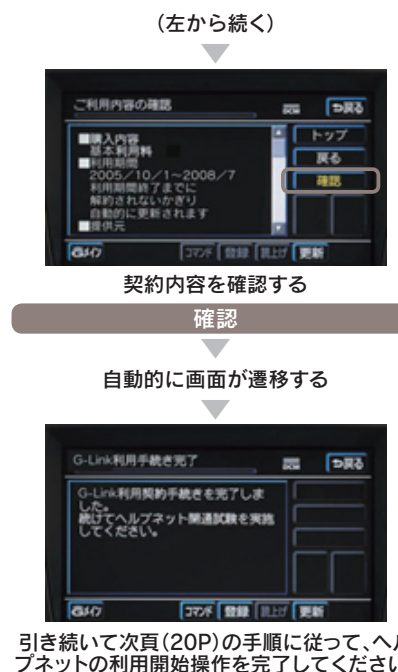 （左から続く）
ご利用内容の確認
戻る
■購入内容
基本利用料
■利用期間
2005／10／1〜2008／7
利用期間終了までに
解約されないかぎり
自動的に更新されます
■提供元
トップ
戻る
確認
メイン
コマンド
登録
読上げ
更新
契約内容を確認する
確認
自動的に画面が遷移する
G-Link利用手続き完了
戻る
G-Link利用契約手続きを完了しま
した。
続けてヘルプネット開通試験を実施
してください。
メイン
コマンド
登録
読上げ
更新
引き続いて次頁（20P）の手順に従って、ヘル
プネットの利用開始操作を完了してください